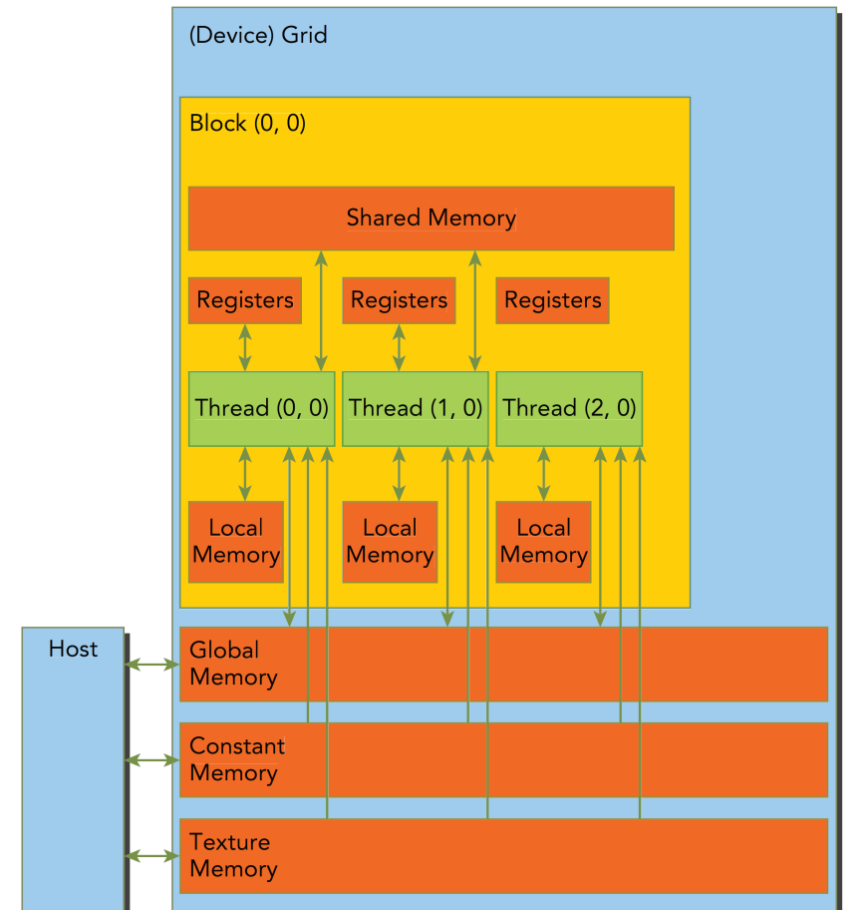 (Device) Grid
Block (0, 0)
Shared Memory
Registers
Registers
Registers
Thread (0, 0)
Thread (1, 0)
Thread (2, 0)
Local
Memory
Local
Memory
Local
Memory
Host
Global
Memory
Constant
Memory
Texture
Memory